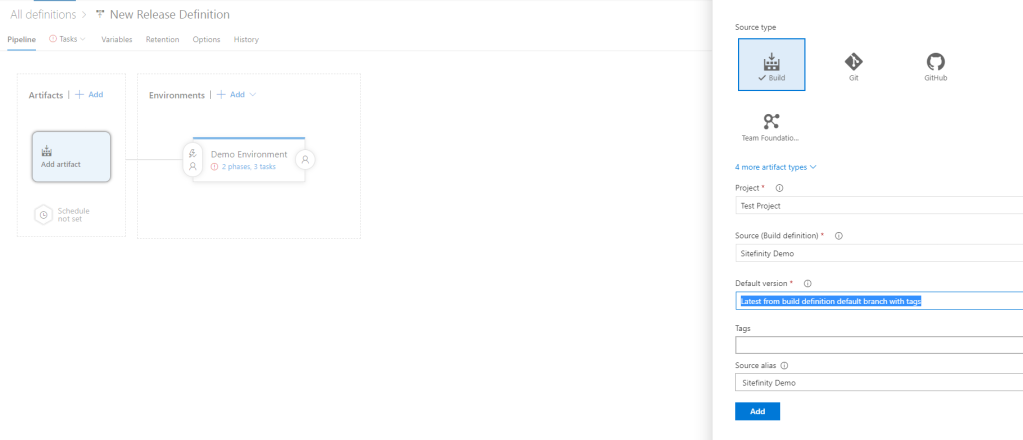 All definitions > New Release Definition
Pipeline Tasks Variables Retention Options History
Artifacts | + Add
Environments | + Add
Add artifact
Schedule
not set
Demo Environment
2 phases, 3 tasks
Source type
Build Git GitHub
Team Foundatio...
4 more artifact types
Project *
Test Project
Source (Build definition) *
Sitefinity Demo
Default version *
Latest from build definition default branch with tags
Tags
Source alias
Sitefinity Demo
Add